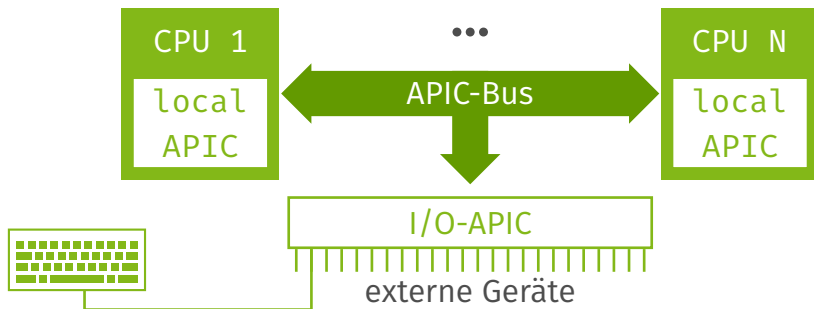 CPU 1
...
CPU N
local
APIC
APIC-Bus
local
APIC
I/O-APIC
externe Geräte